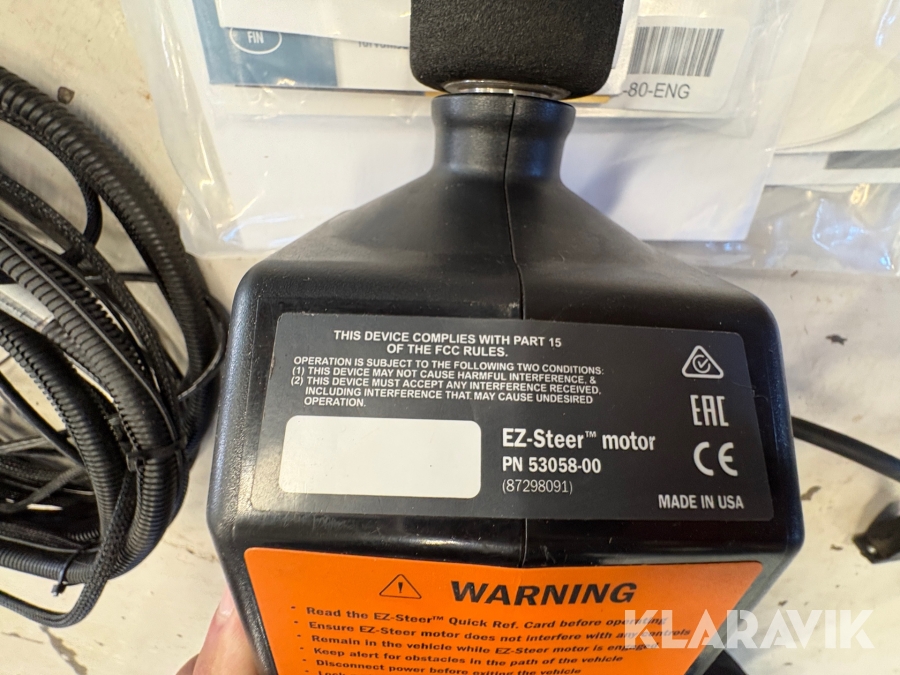 FIN
-80-ENG
THIS DEVICE COMPLIES WITH PART 15
OF THE FCC RULES.
OPERATION IS SUBJECT TO THE FOLLOWING TWO CONDITIONS:
(1) THIS DEVICE MAY NOT CAUSE HARMFUL INTERFERENCE. &
(2) THIS DEVICE MUST ACCEPT ANY INTERFERENCE RECEIVED,
INCLUDING INTERFERENCE THAT MAY CAUSE UNDESIRED
OPERATION.
EAC
EZ-Steer™ motor
PN 53058-00
(87298091)
CE
MADE IN USA
WARNING
• Read the EZ-Steer™ Quick Ref. Card before operating
• Ensure EZ-Steer motor does not interfere with any controls
• Remain in the vehicle while EZ-Steer motor is engaged
• Keep alert for obstacles in the path of the vehicle
• Disconnect power before exiting the vehicle
KLARAVIK